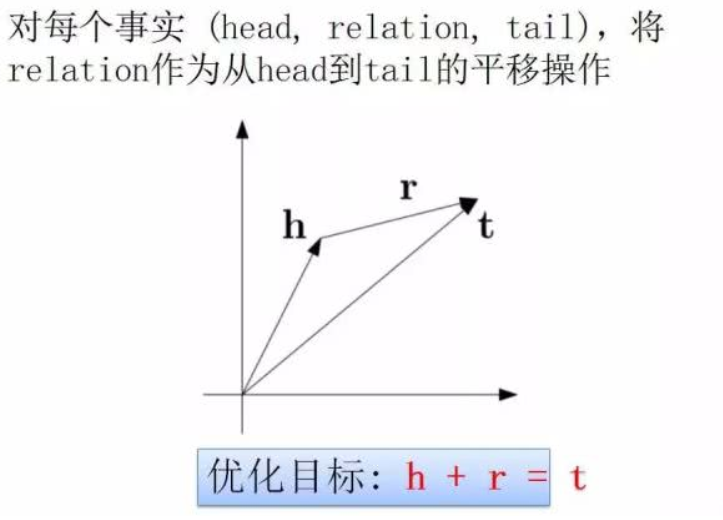 对每个事实 (head, relation, tail)，将
relation作为从head到tail的平移操作
r
h
t
优化目标: h + r = t